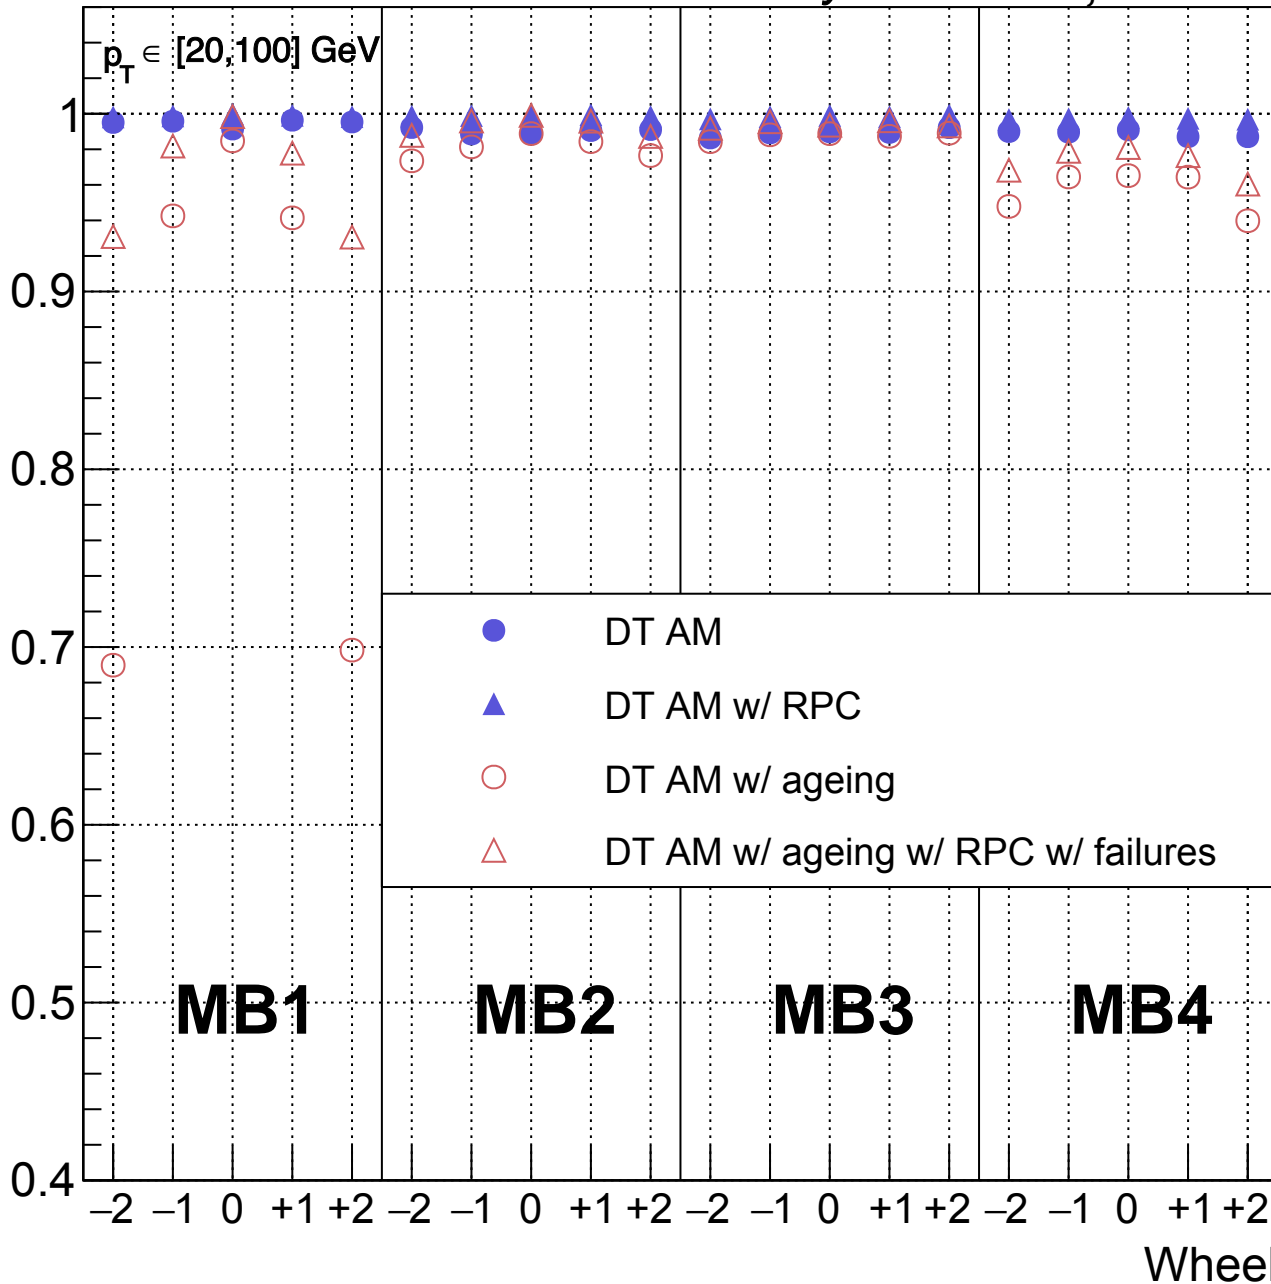 p_T ∈ [20,100] GeV
1
0.9
0.8
0.7
0.6
0.5
0.4
DT AM
DT AM w/ RPC
DT AM w/ ageing
DT AM w/ ageing w/ RPC w/ failures
MB1 MB2 MB3 MB4
–2 –1 0 +1 +2 –2 –1 0 +1 +2 –2 –1 0 +1 +2 –2 –1 0 +1 +2
Wheel